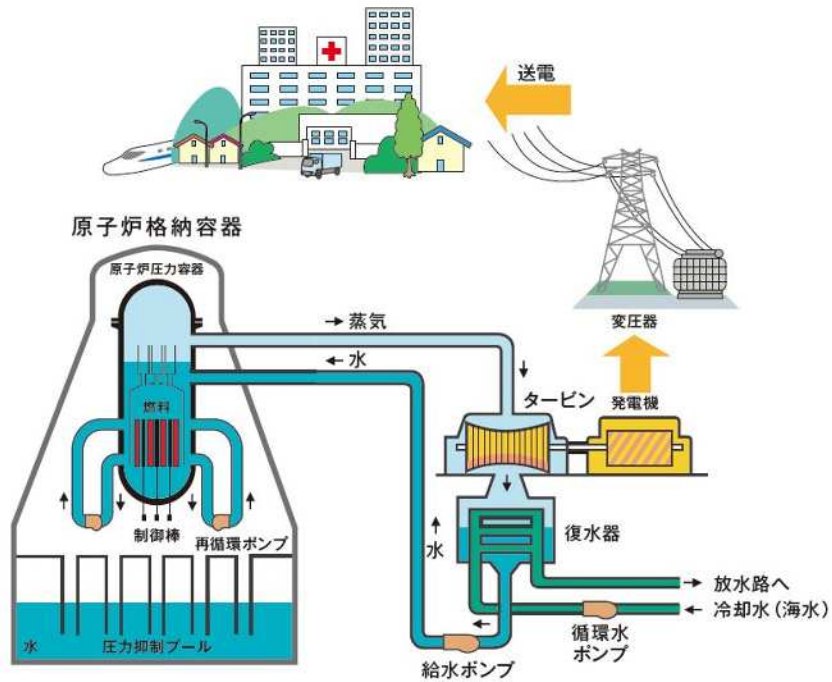 送電
原子炉格納容器
原子炉圧力容器
変圧器
蒸気
水
タービン
発電機
燃料
制御棒
再循環ポンプ
水
復水器
放水路へ
冷却水(海水)
循環水
ポンプ
給水ポンプ
水
圧力抑制プール